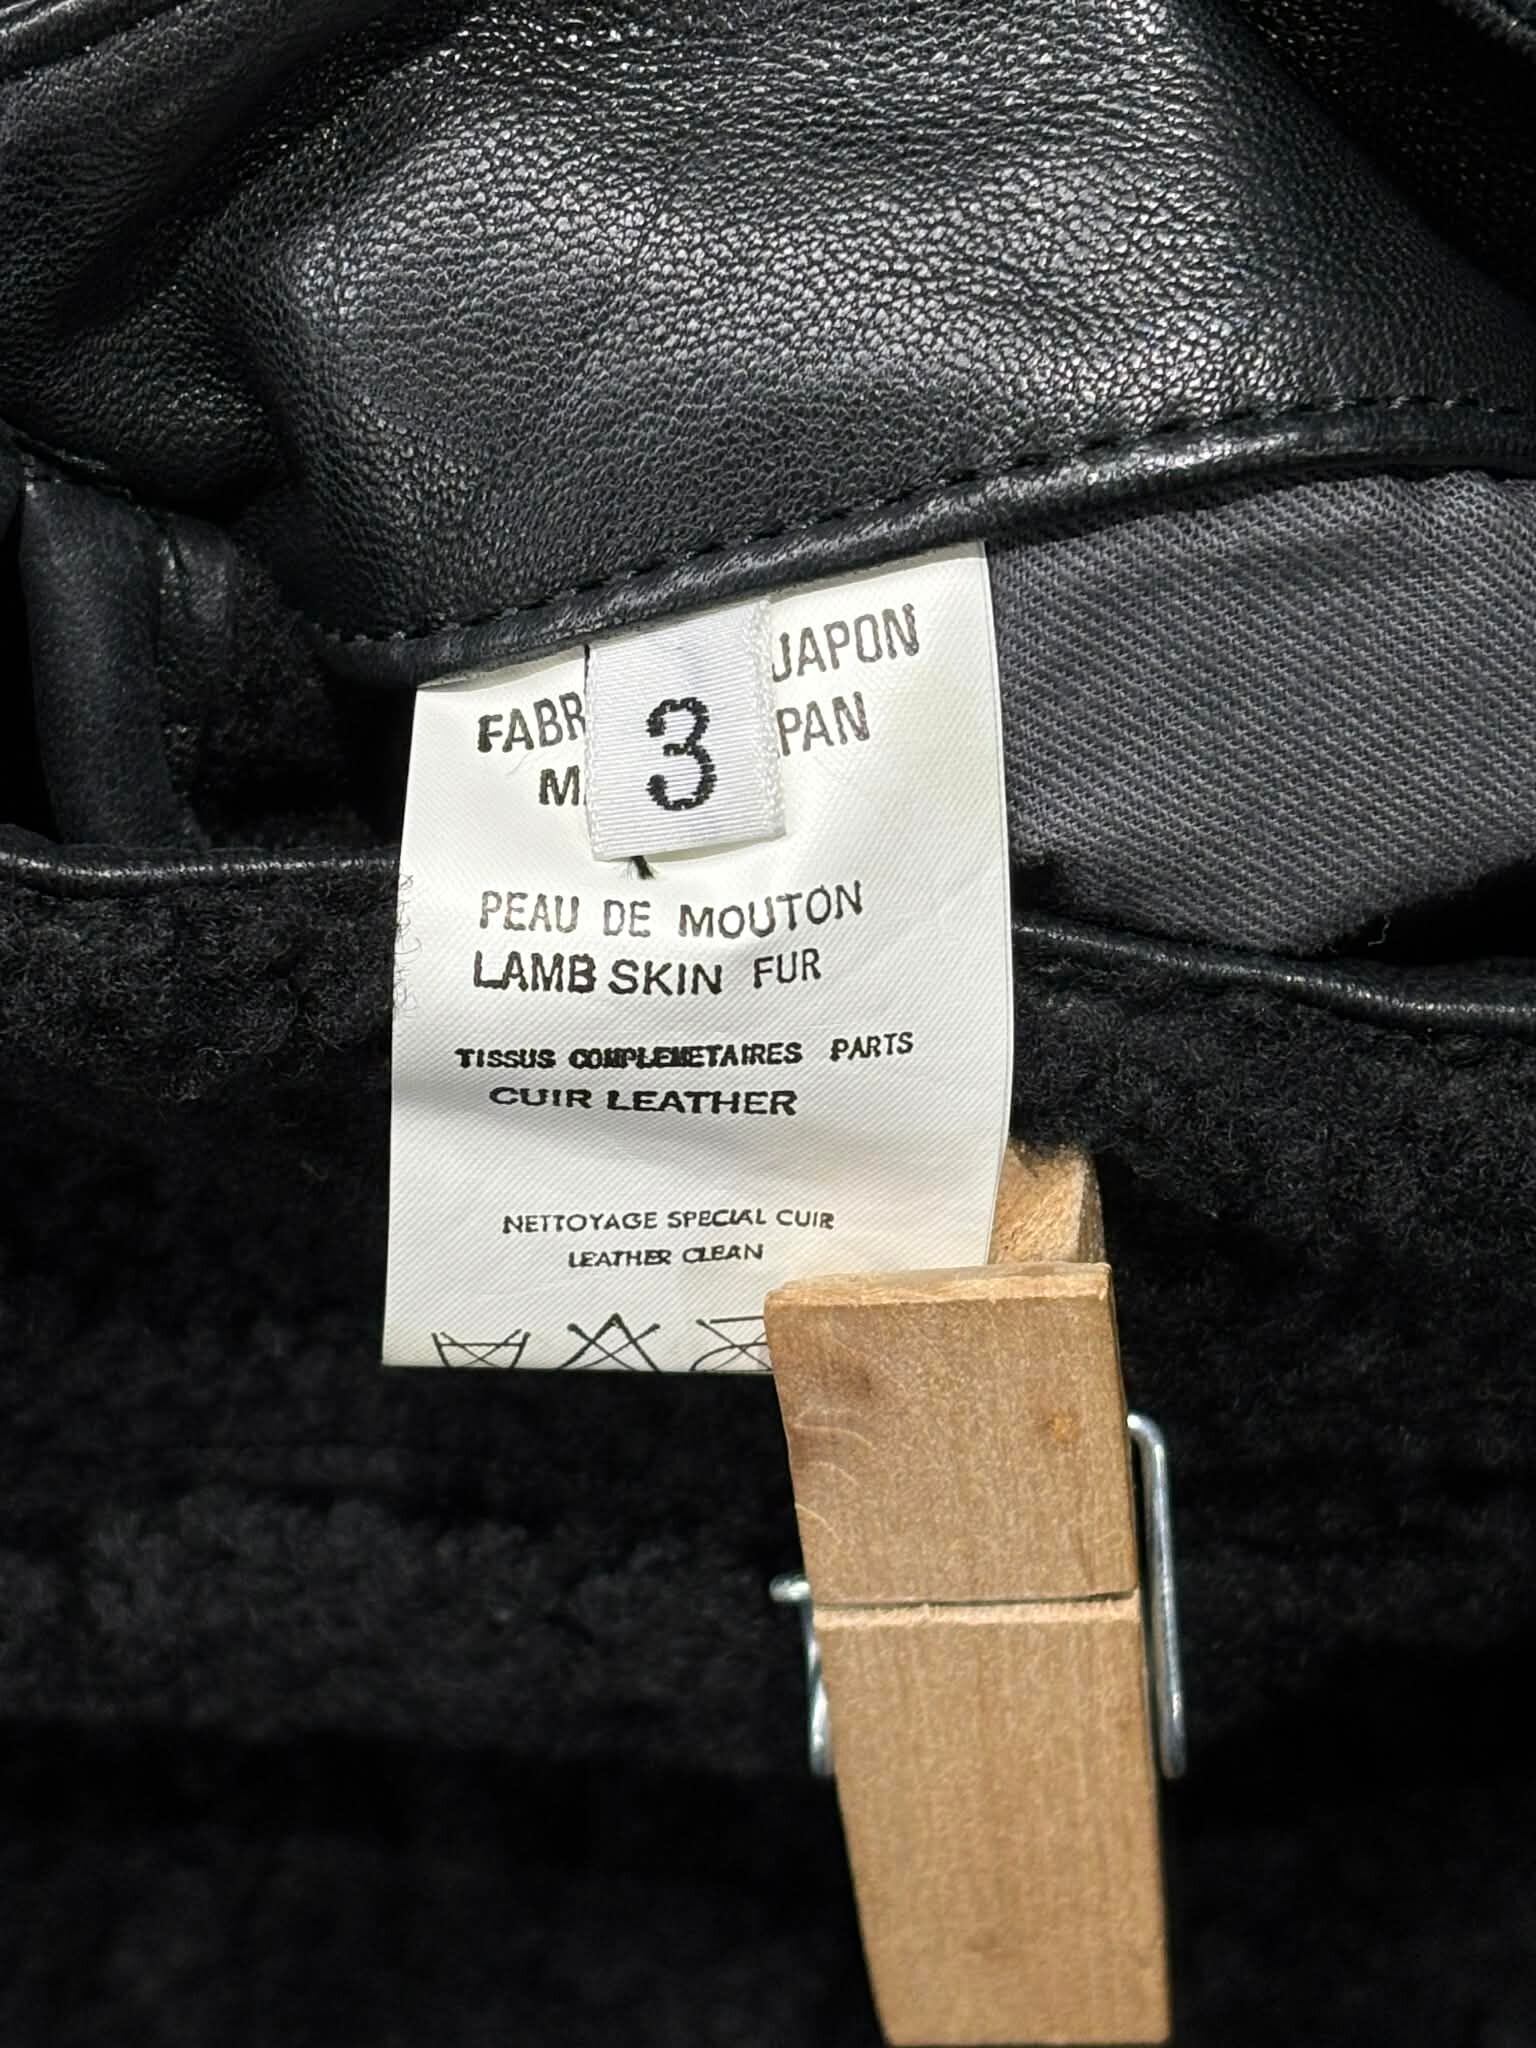 JAPON
FABR
PAN
M
3
PEAU DE MOUTON
LAMB SKIN FUR
TISSUS COMPLEMETAIRES PARTS
CUIR LEATHER
NETTOYAGE SPECIAL CUIR
LEATHER CLEAN